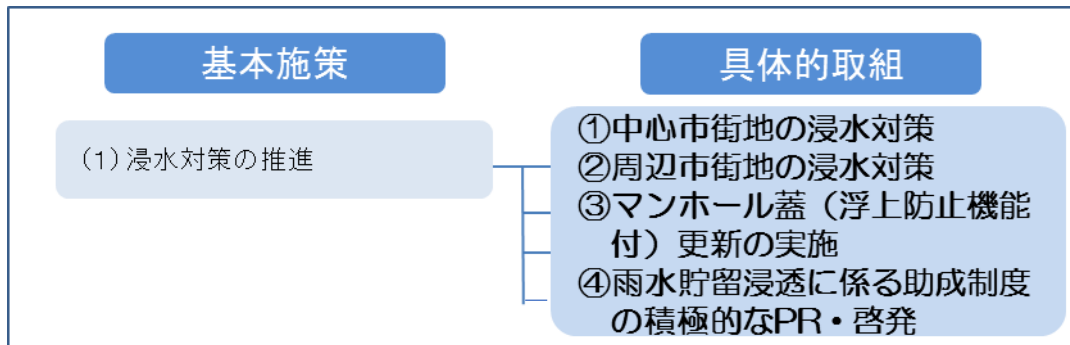 基本施策
具体的取組
(1)浸水対策の推進
①中心市街地の浸水対策
②周辺市街地の浸水対策
③マンホール蓋（浮上防止機能
付）更新の実施
④雨水貯留浸透に係る助成制度
の積極的なPR・啓発